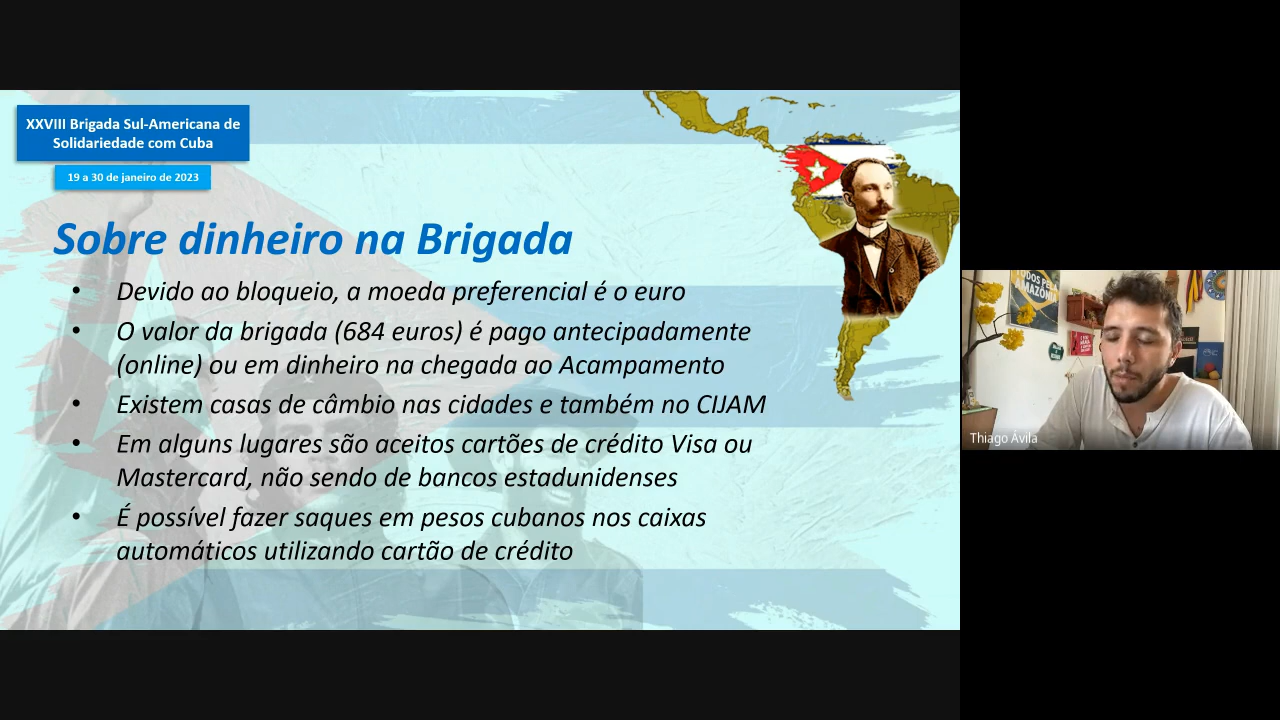 XXVIII Brigada Sul-Americana de
Solidariedade com Cuba
19 a 30 de janeiro de 2023
Sobre dinheiro na Brigada
• Devido ao bloqueio, a moeda preferencial é o euro
• O valor da brigada (684 euros) é pago antecipadamente
(online) ou em dinheiro na chegada ao Acampamento
• Existem casas de câmbio nas cidades e também no CIJAM
• Em alguns lugares são aceitos cartões de crédito Visa ou
Mastercard, não sendo de bancos estadunidenses
• É possível fazer saques em pesos cubanos nos caixas
automáticos utilizando cartão de crédito
PELA
AMAZÔNIA
Thiago Ávila